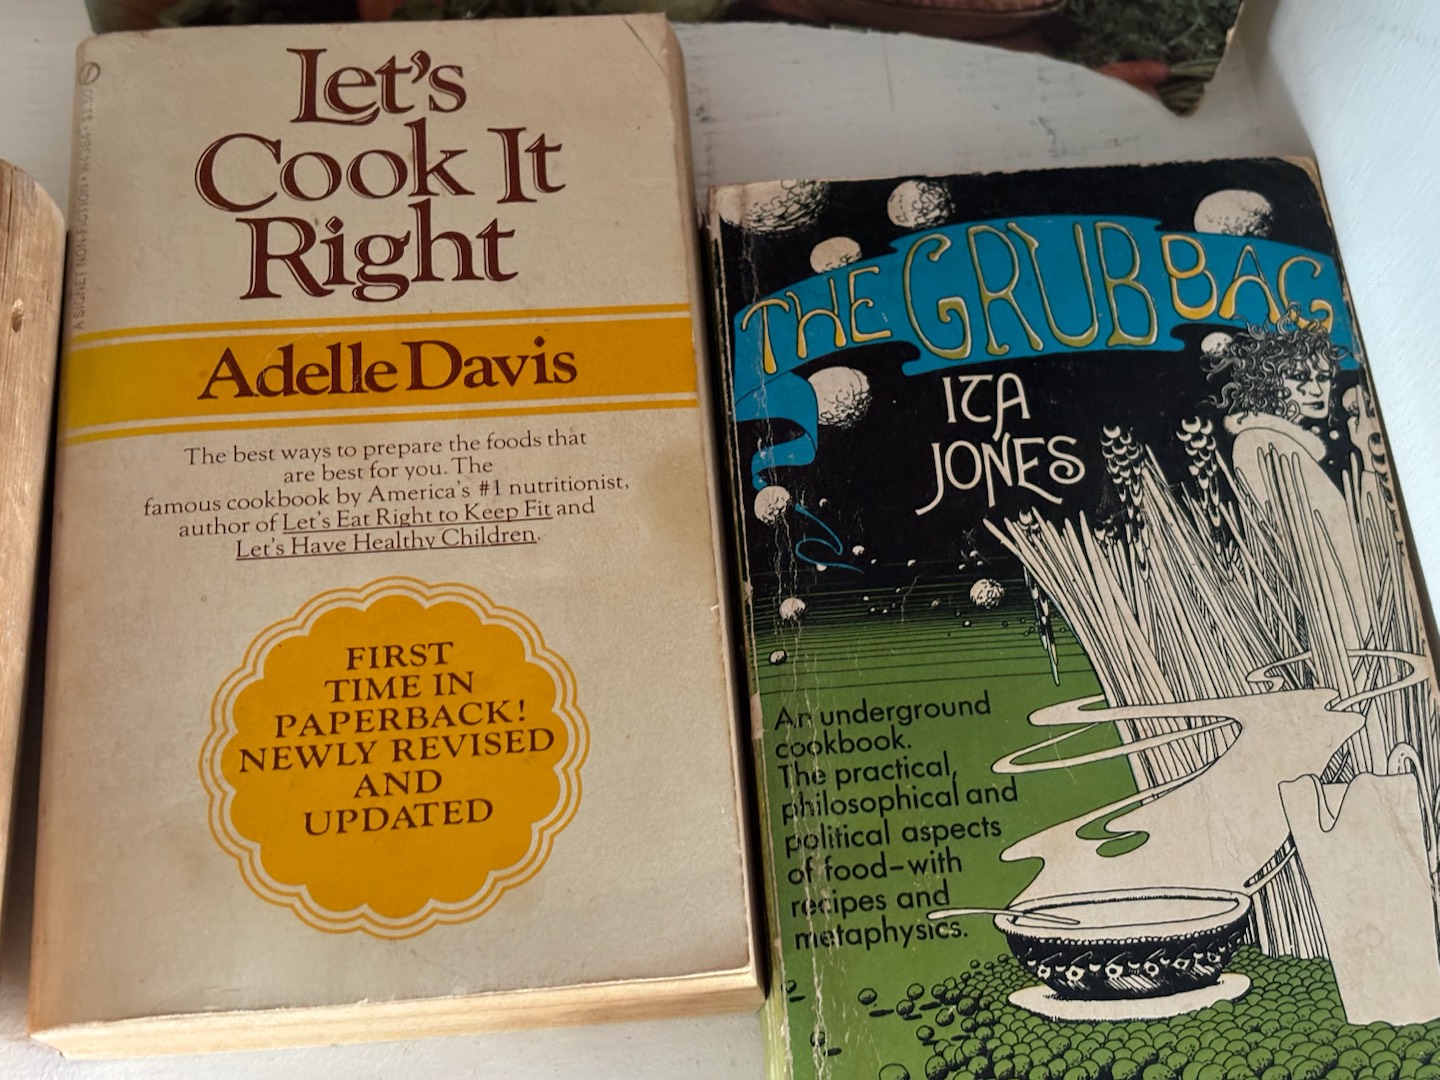 Let's
Cook It
Right
Adelle Davis
The best ways to prepare the foods that
are best for you. The
famous cookbook by America's #1 nutritionist,
author of Let's Eat Right to Keep Fit and
Let's Have Healthy Children.
FIRST
TIME IN
PAPERBACK!
NEWLY REVISED
AND
UPDATED
A SIGNET NON-FICTION
THE GRUB BAG
ITA
JONES
An underground
cookbook.
The practical,
philosophical and
political aspects
of food-with
recipes and
metaphysics.